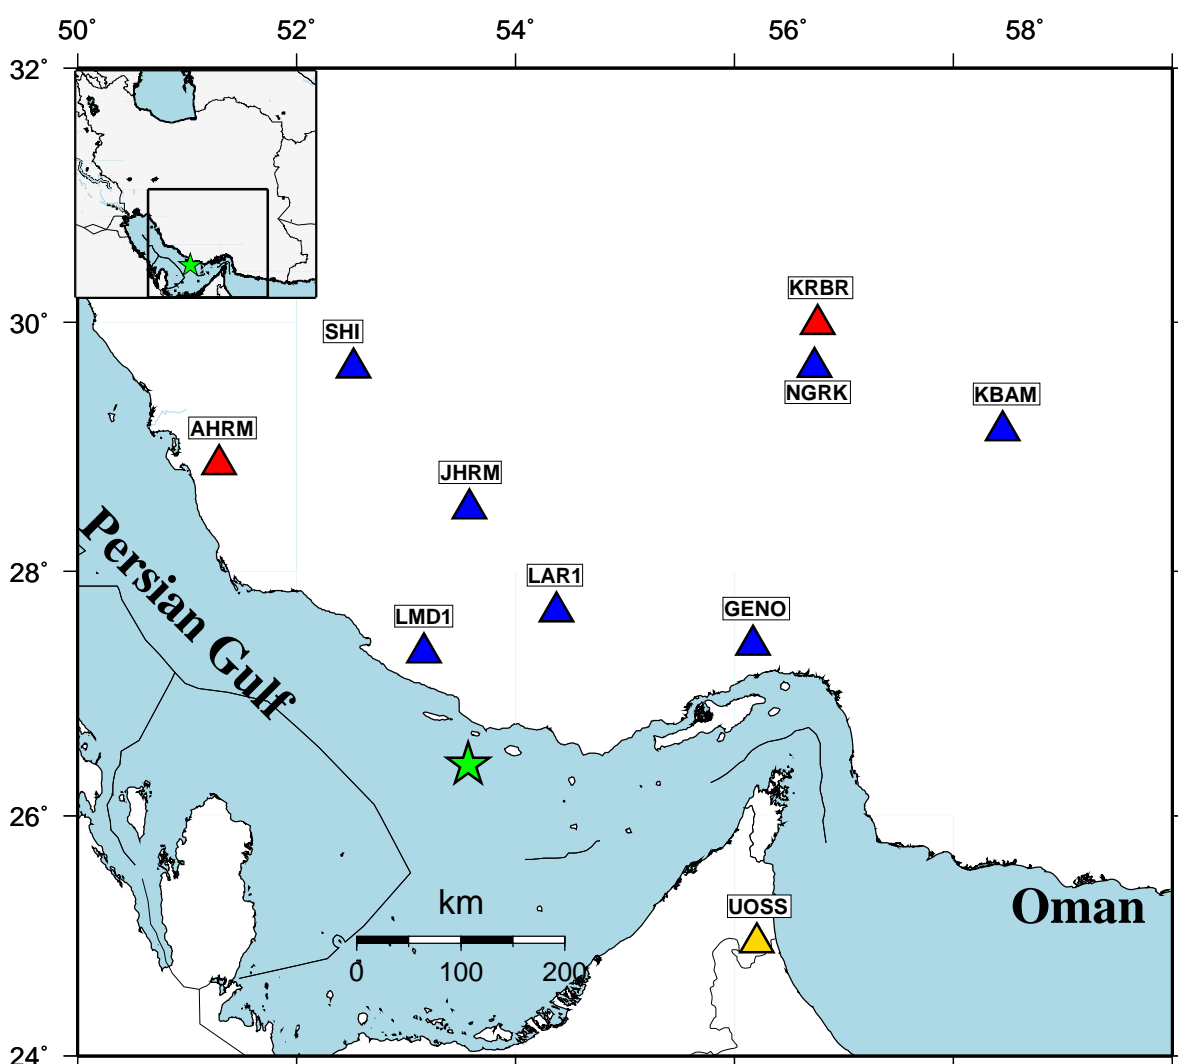 50˚ 52˚ 54˚ 56˚ 58˚
32˚
KRBR
30˚
SHI
NGRK
KBAM
AHRM
JHRM
28˚
LAR1
LMD1
GENO
Persian Gulf
26˚
km
UOSS
Oman
0 100 200
24˚